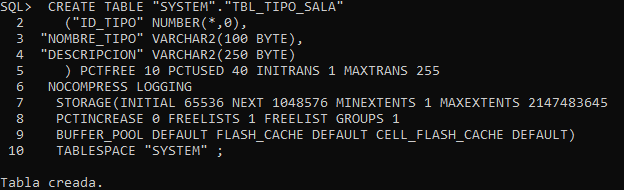 SQL>  CREATE TABLE "SYSTEM"."TBL_TIPO_SALA"
  2     ("ID_TIPO" NUMBER(*,0),
  3  "NOMBRE_TIPO" VARCHAR2(100 BYTE),
  4  "DESCRIPCION" VARCHAR2(250 BYTE)
  5     ) PCTFREE 10 PCTUSED 40 INITRANS 1 MAXTRANS 255
  6   NOCOMPRESS LOGGING
  7    STORAGE(INITIAL 65536 NEXT 1048576 MINEXTENTS 1 MAXEXTENTS 2147483645
  8    PCTINCREASE 0 FREELISTS 1 FREELIST GROUPS 1
  9    BUFFER_POOL DEFAULT FLASH_CACHE DEFAULT CELL_FLASH_CACHE DEFAULT)
 10    TABLESPACE "SYSTEM" ;
Tabla creada.